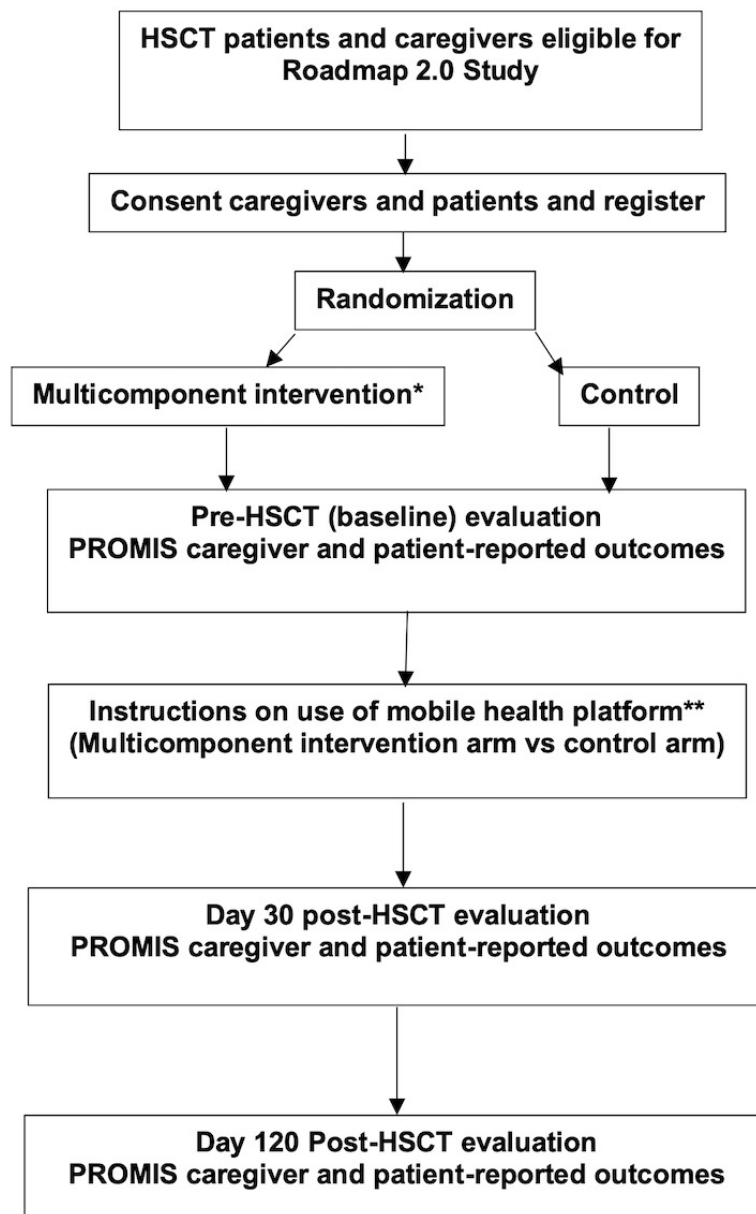 HSCT patients and caregivers eligible for
Roadmap 2.0 Study
Consent caregivers and patients and register
Randomization
Multicomponent intervention*
Control
Pre-HSCT (baseline) evaluation
PROMIS caregiver and patient-reported outcomes
Instructions on use of mobile health platform**
(Multicomponent intervention arm vs control arm)
Day 30 post-HSCT evaluation
PROMIS caregiver and patient-reported outcomes
Day 120 Post-HSCT evaluation
PROMIS caregiver and patient-reported outcomes